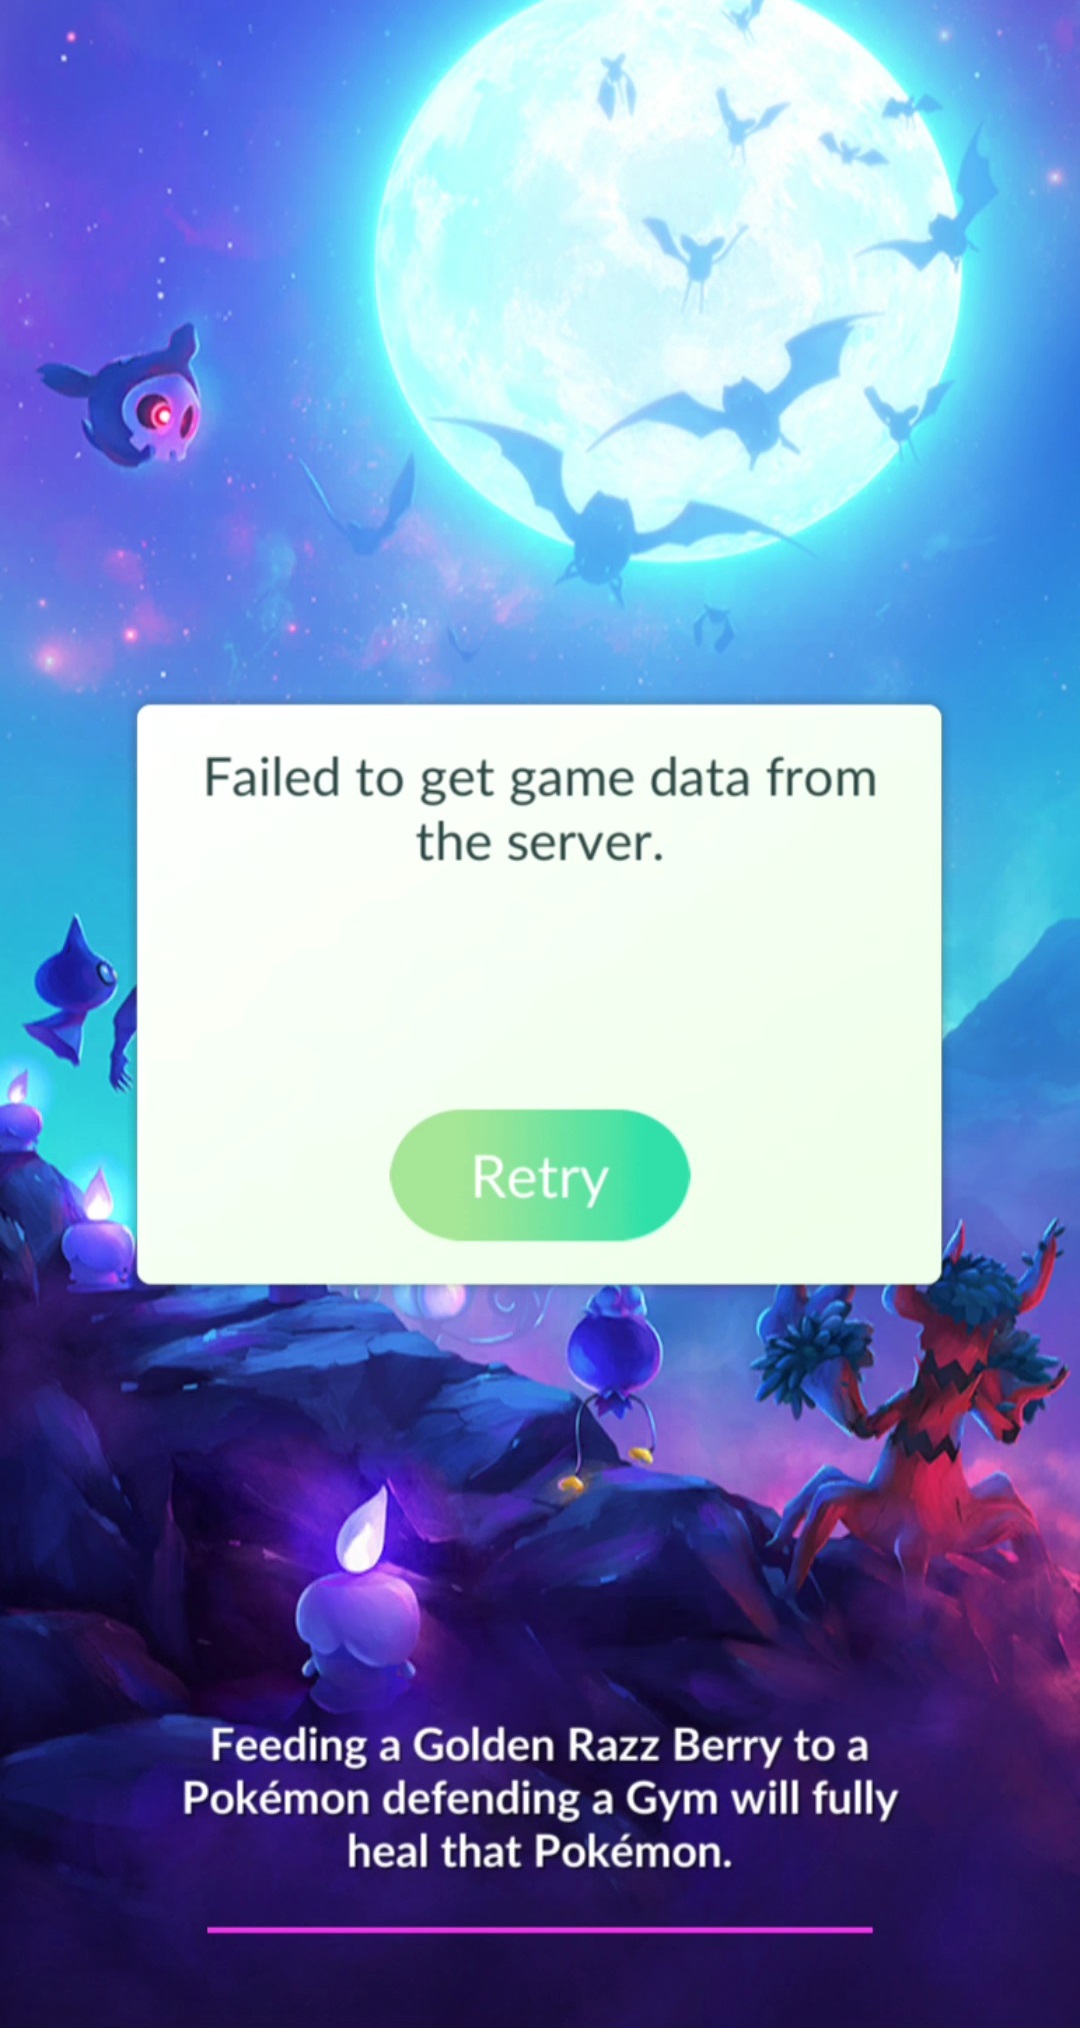 Failed to get game data from
the server.
Retry
Feeding a Golden Razz Berry to a
Pokémon defending a Gym will fully
heal that Pokémon.